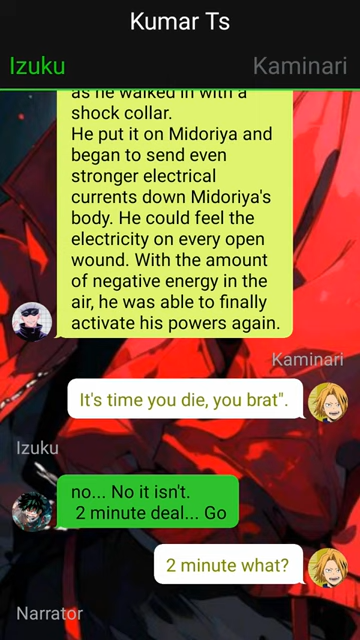 Kumar Ts
Izuku
Kaminari
as he walked in with a
shock collar.
He put it on Midoriya and
began to send even
stronger electrical
currents down Midoriya's
body. He could feel the
electricity on every open
wound. With the amount
of negative energy in the
air, he was able to finally
activate his powers again.
Kaminari
It's time you die, you brat".
Izuku
no... No it isn't.
2 minute deal... Go
2 minute what?
Narrator